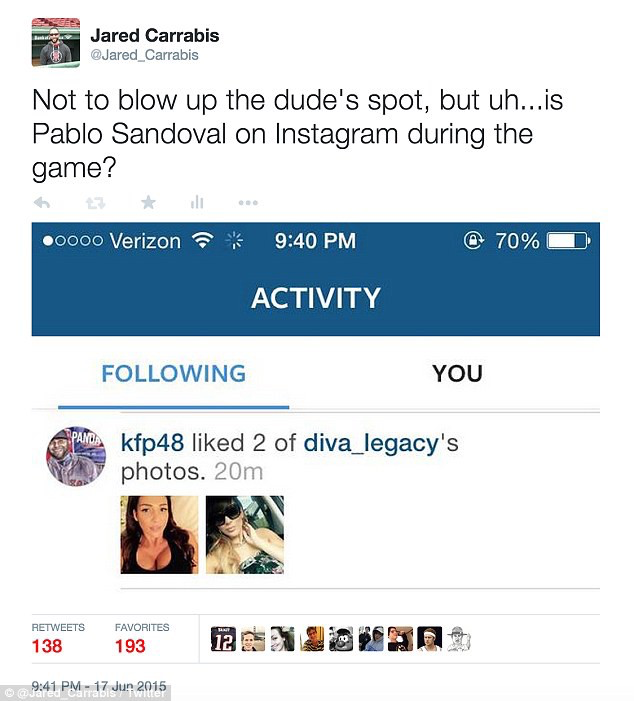 Jared Carrabis
@Jared_Carrabis
Not to blow up the dude's spot, but uh...is
Pablo Sandoval on Instagram during the
game?
Verizon 9:40 PM 70%
ACTIVITY
FOLLOWING YOU
PANDA
kfp48 liked 2 of diva_legacy's
photos. 20m
RETWEETS FAVORITES
138 193
12
9:41 PM - 17 Jun 2015
© @Jared_Carrabis / Twitter